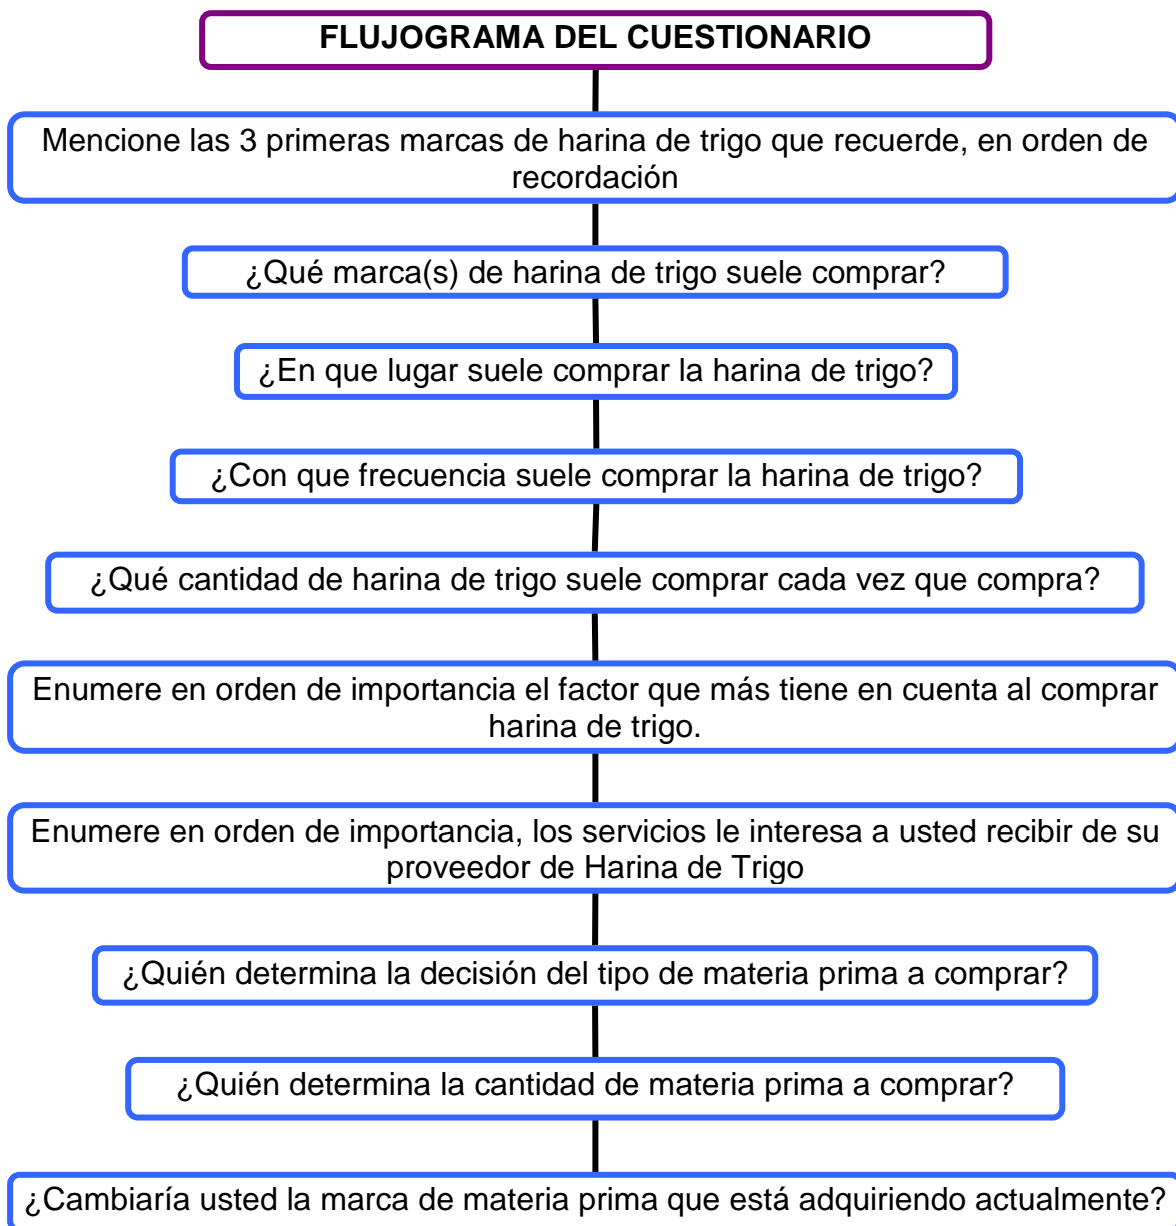 FLUJOGRAMA DEL CUESTIONARIO
Mencione las 3 primeras marcas de harina de trigo que recuerde, en orden de
recordación
¿Qué marca(s) de harina de trigo suele comprar?
¿En que lugar suele comprar la harina de trigo?
¿Con que frecuencia suele comprar la harina de trigo?
¿Qué cantidad de harina de trigo suele comprar cada vez que compra?
Enumere en orden de importancia el factor que más tiene en cuenta al comprar
harina de trigo.
Enumere en orden de importancia, los servicios le interesa a usted recibir de su
proveedor de Harina de Trigo
¿Quién determina la decisión del tipo de materia prima a comprar?
¿Quién determina la cantidad de materia prima a comprar?
¿Cambiaría usted la marca de materia prima que está adquiriendo actualmente?